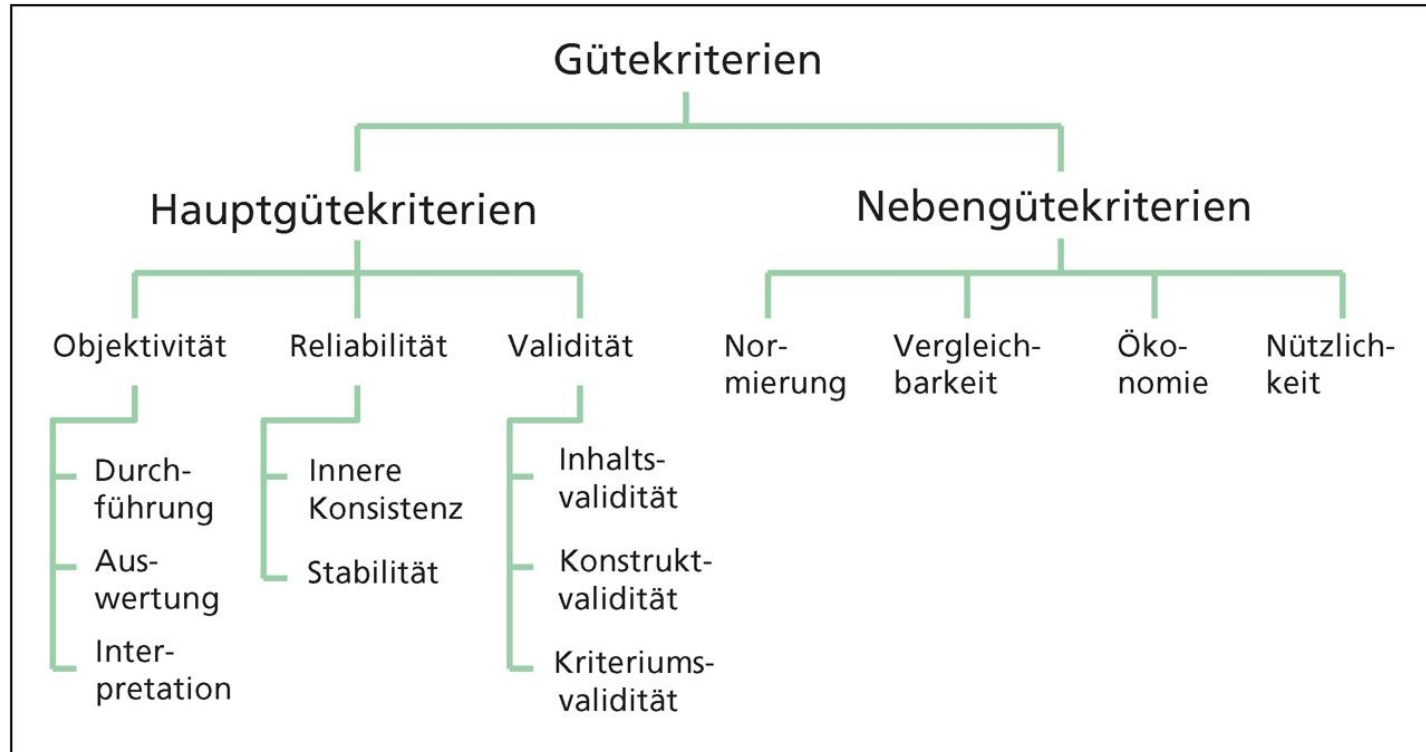 Gütekriterien
Hauptgütekriterien
Nebengütekriterien
Objektivität
Reliabilität
Validität
Nor-
mierung
Vergleich-
barkeit
Öko-
nomie
Nützlich-
keit
Durch-
führung
Aus-
wertung
Inter-
pretation
Innere
Konsistenz
Stabilität
Inhalts-
validität
Konstrukt-
validität
Kriteriums-
validität